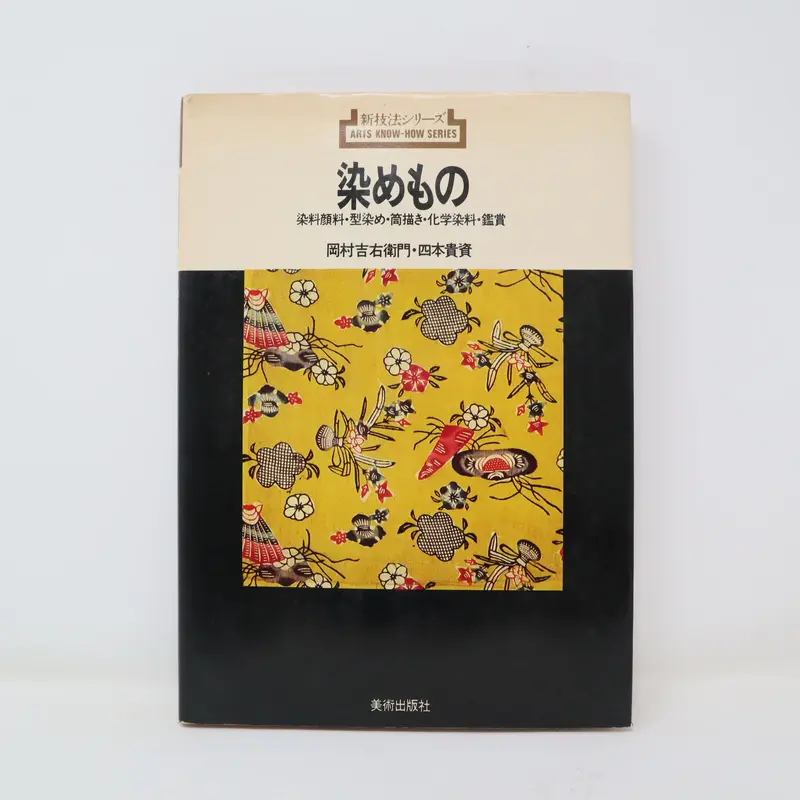 新技法シリーズ
ARTS KNOW-HOW SERIES
染めもの
染料顔料・型染め・筒描き・化学染料・鑑賞
岡村吉右衛門・四本貴資
美術出版社